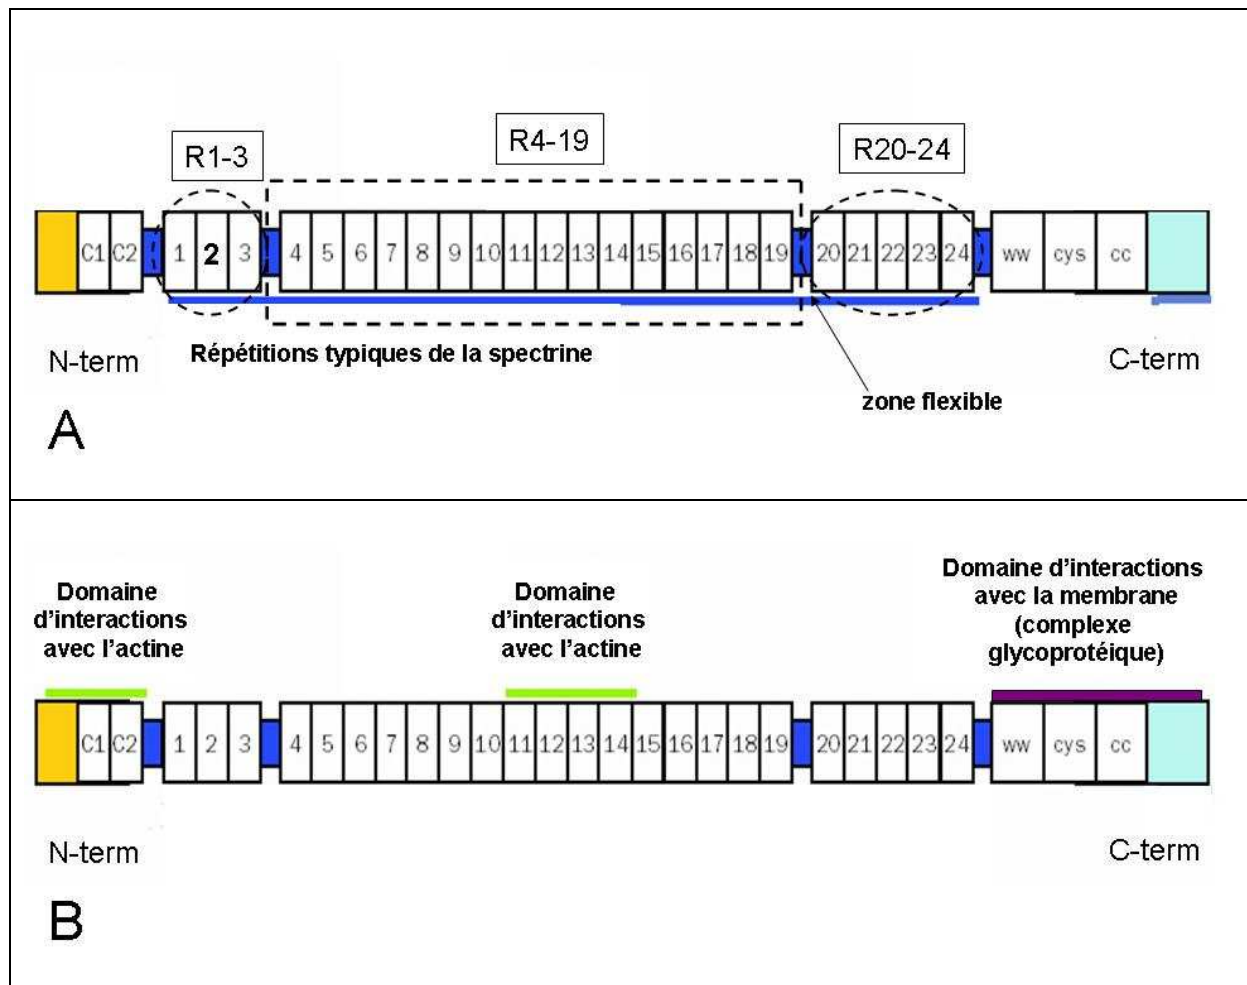 R1-3
R4-19
R20-24
C1 C2 1 2 3 4 5 6 7 8 9 10 11 12 13 14 15 16 17 18 19 20 21 22 23 24 ww cys cc
N-term
Répétitions typiques de la spectrine
C-term
zone flexible
A
Domaine
d'interactions
avec l'actine
Domaine
d'interactions
avec l'actine
Domaine d'interactions
avec la membrane
(complexe
glycoprotéique)
C1 C2 1 2 3 4 5 6 7 8 9 10 11 12 13 14 15 16 17 18 19 20 21 22 23 24 ww cys cc
N-term
C-term
B